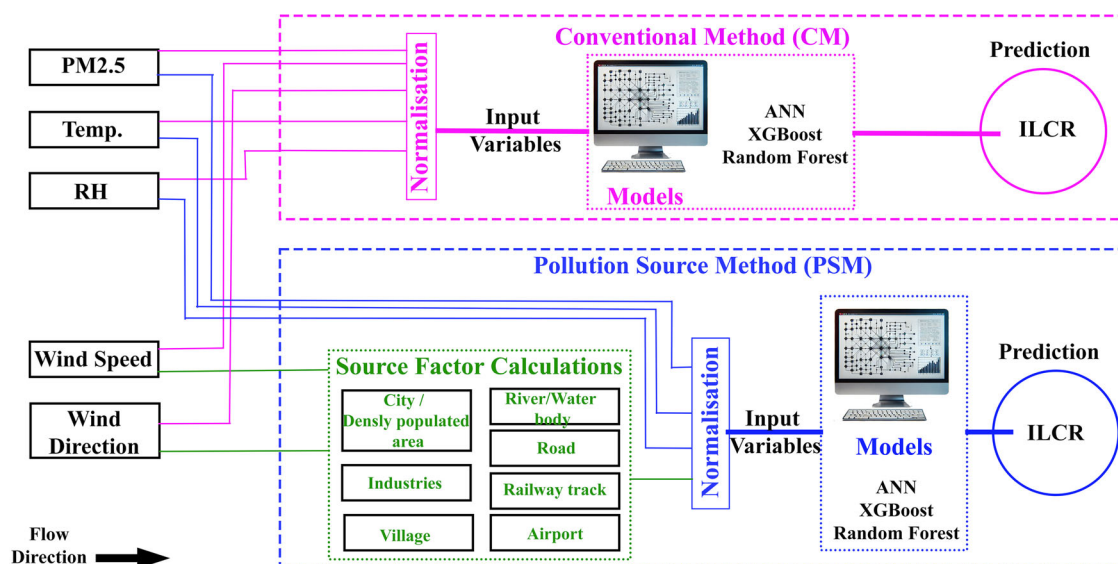 PM2.5
Temp.
RH
Wind Speed
Wind
Direction
Flow
Direction
Conventional Method (CM)
Normalisation
Input
Variables
ANN
XGBoost
Random Forest
Models
Prediction
ILCR
Pollution Source Method (PSM)
Source Factor Calculations
City /
Densly populated
area
Industries
Village
River/Water
body
Road
Railway track
Airport
Normalisation
Input
Variables
Models
ANN
XGBoost
Random Forest
Prediction
ILCR